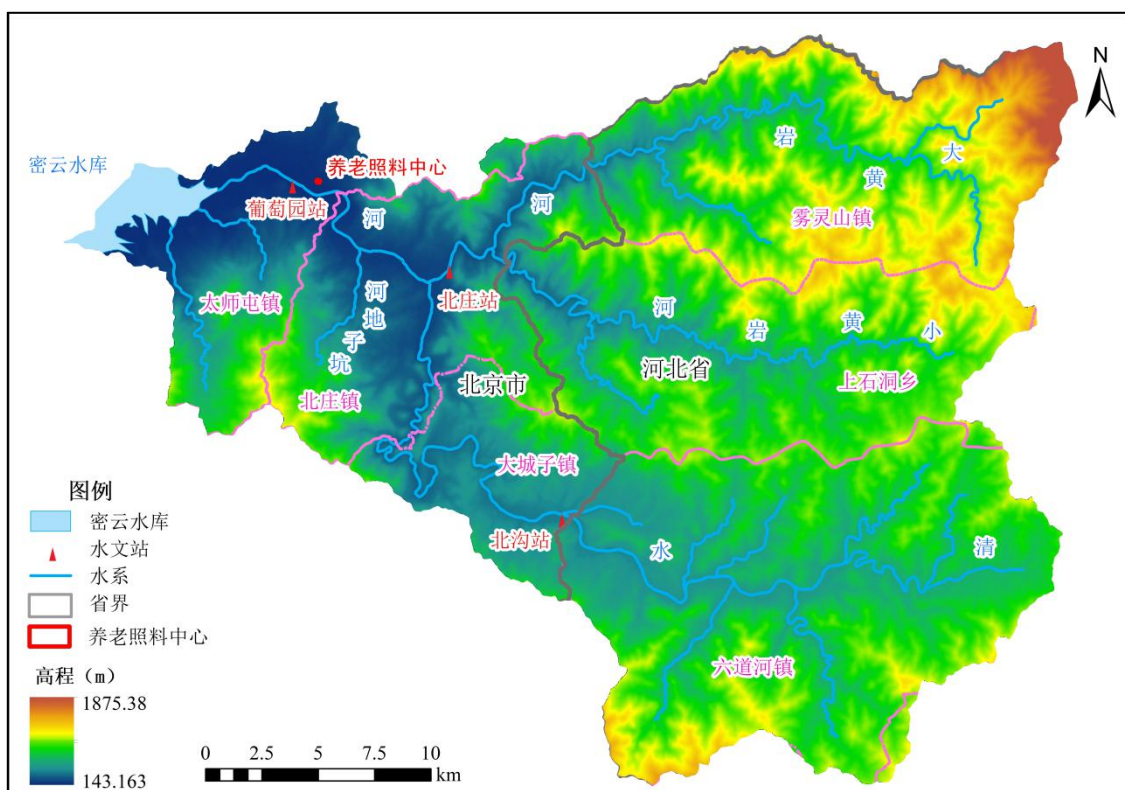 N
密云水库
养老照料中心
葡萄园站
河
河
岩
黄
大
雾灵山镇
太师屯镇
河
地
子
坑
北庄站
北庄镇
北京市
河北省
河
岩
黄
小
上石洞乡
大城子镇
北沟站
水
清
六道河镇
图例
密云水库
水文站
水系
省界
养老照料中心
高程（m）
1875.38
143.163
0 2.5 5 7.5 10
km